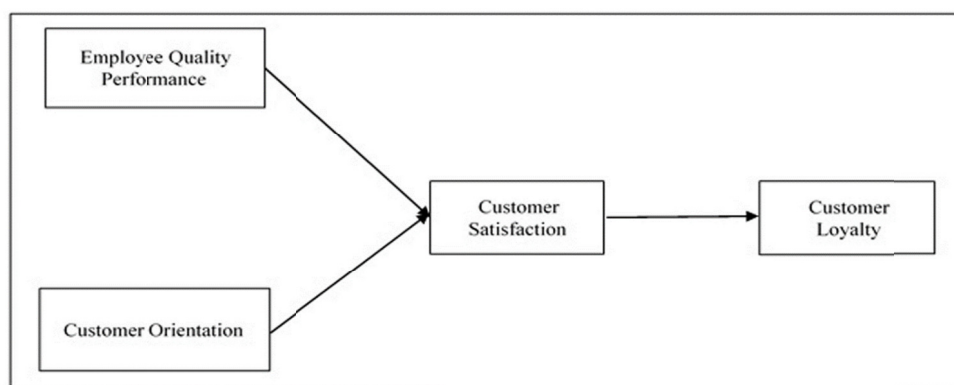 Employee Quality
Performance
Customer
Satisfaction
Customer
Loyalty
Customer Orientation